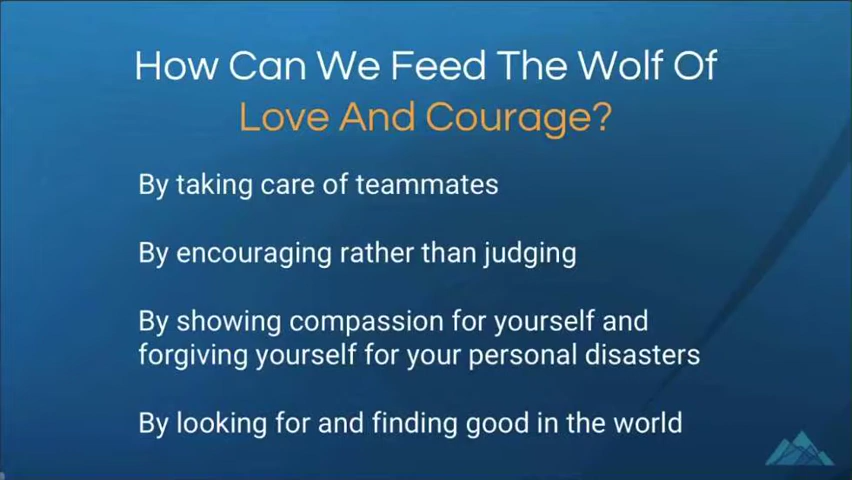 How Can We Feed The Wolf Of
Love And Courage?
By taking care of teammates
By encouraging rather than judging
By showing compassion for yourself and
forgiving yourself for your personal disasters
By looking for and finding good in the world